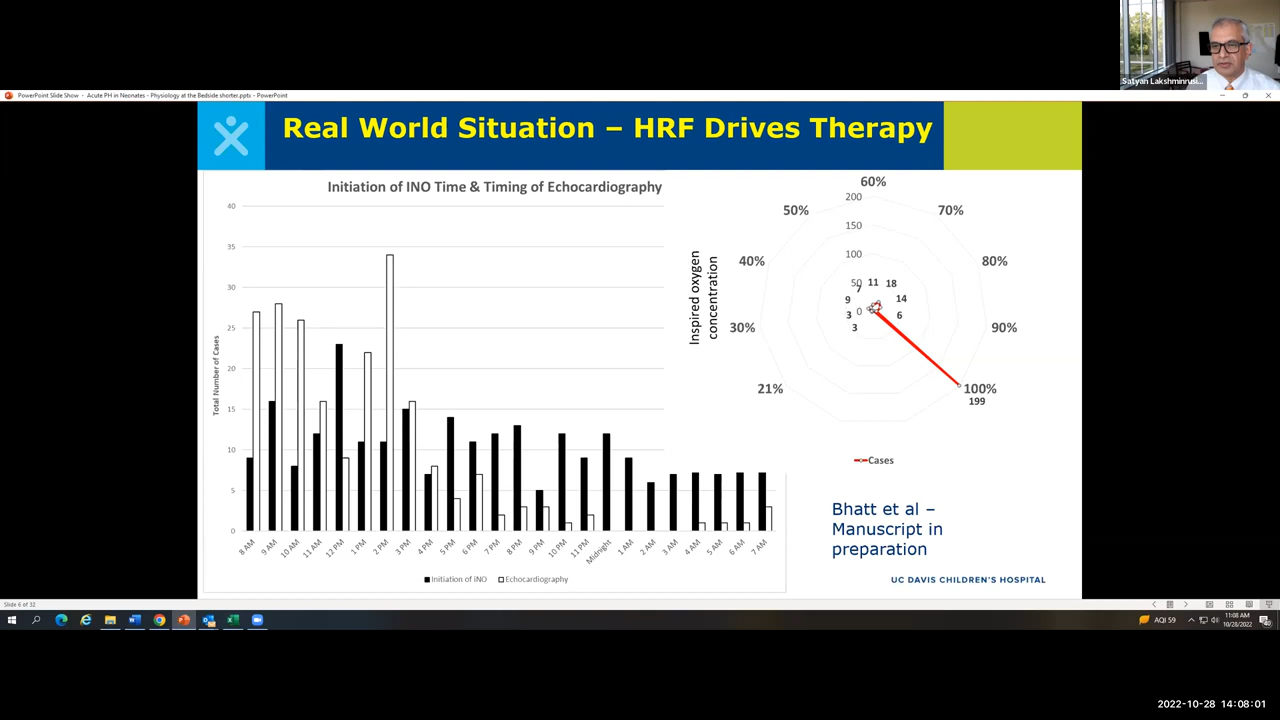 Satyan Lakshminrusi...
PowerPoint Slide Show - Acute PH in Neonates - Physiology at the Bedside shorter.pptx - PowerPoint
Real World Situation – HRF Drives Therapy
Initiation of INO Time & Timing of Echocardiography
Total Number of Cases
40
35
30
25
20
15
10
5
0
8 AM
9 AM
10 AM
11 AM
12 PM
1 PM
2 PM
3 PM
4 PM
5 PM
6 PM
7 PM
8 PM
9 PM
10 PM
11 PM
Midnight
1 AM
2 AM
3 AM
4 AM
5 AM
6 AM
7 AM
Initiation of iNO
Echocardiography
Inspired oxygen
concentration
60%
70%
80%
90%
100%
21%
30%
40%
50%
200
150
100
50
0
11
18
14
6
199
3
3
9
7
Cases
Bhatt et al –
Manuscript in
preparation
UC DAVIS CHILDREN'S HOSPITAL
Slide 6 of 32
AQI 59
11:08 AM
10/28/2022
2022-10-28 14:08:01